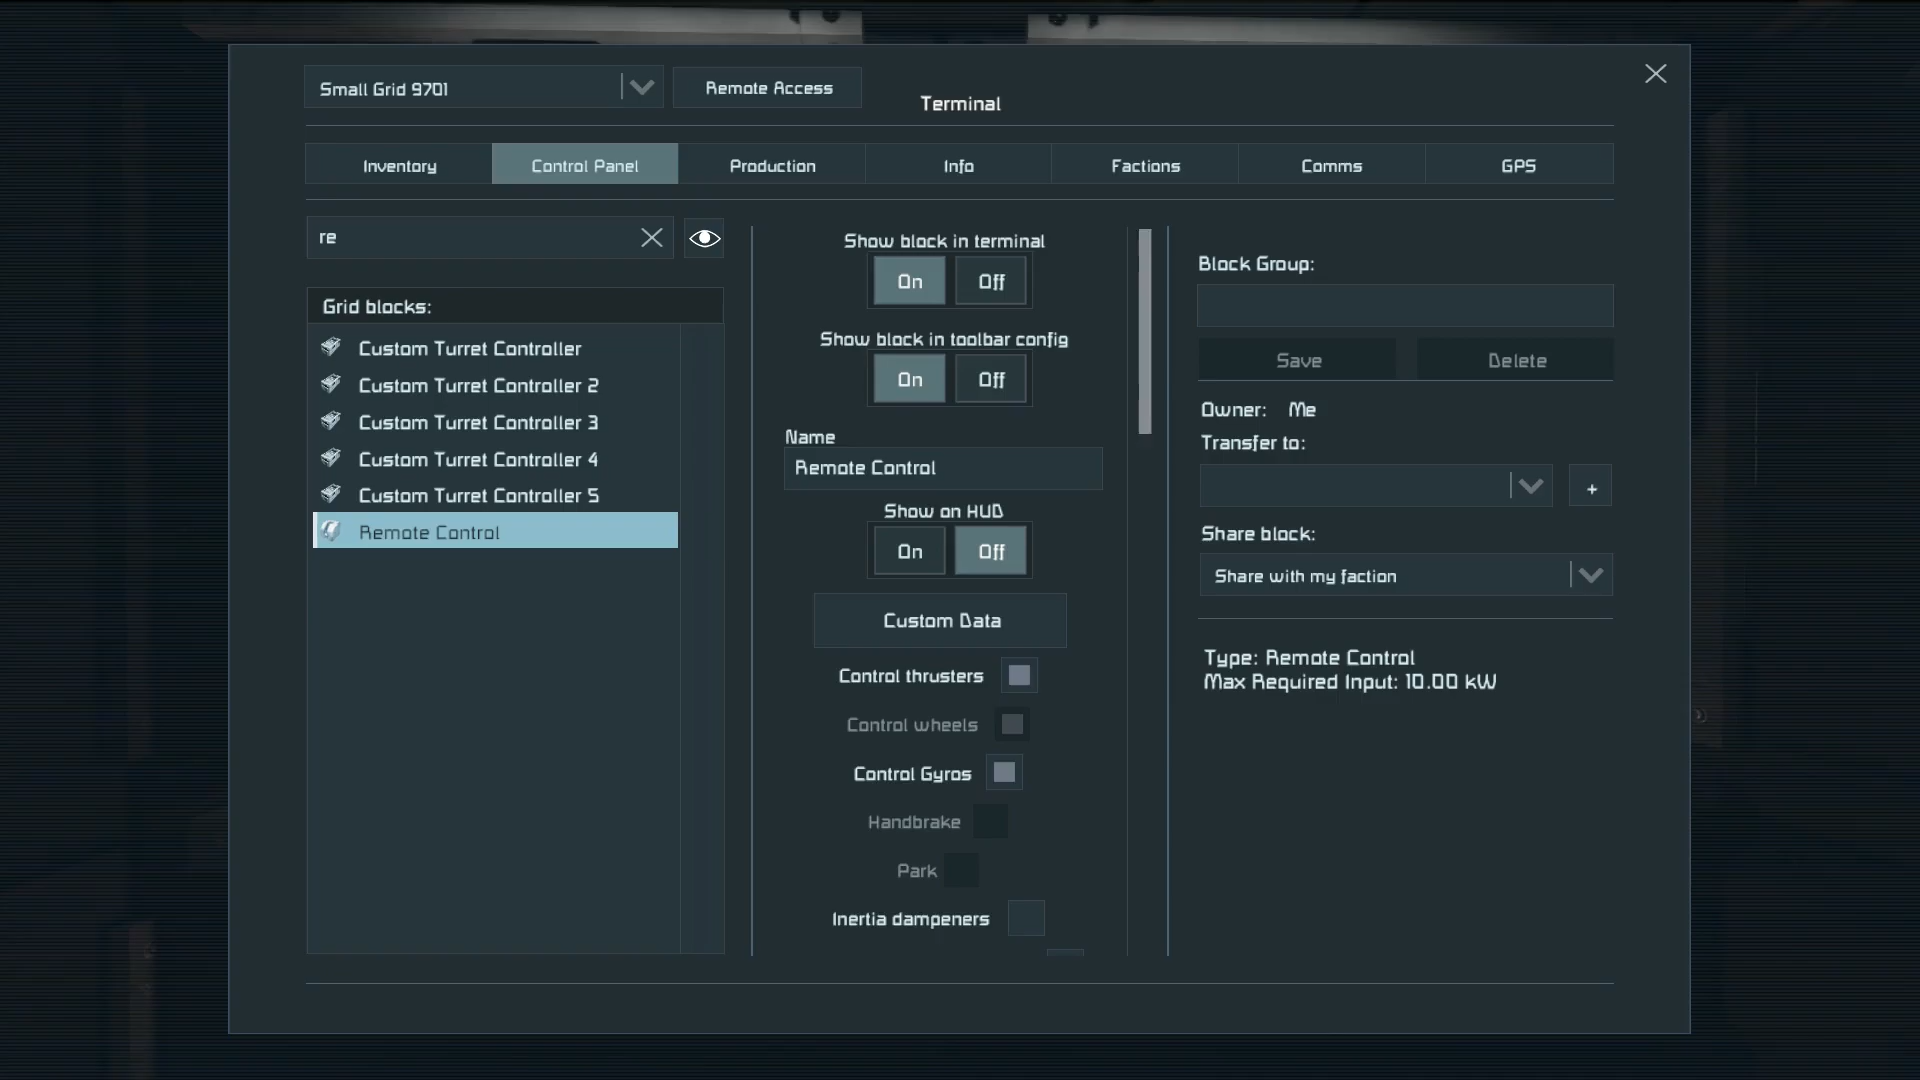 Small Grid 9701
Remote Access
Terminal
Inventory
Control Panel
Production
Info
Factions
Comms
GPS
re
Grid blocks:
Custom Turret Controller
Custom Turret Controller 2
Custom Turret Controller 3
Custom Turret Controller 4
Custom Turret Controller 5
Remote Control
Show block in terminal
On Off
Show block in toolbar config
On Off
Name
Remote Control
Show on HUD
On Off
Custom Data
Control thrusters
Control wheels
Control Gyros
Handbrake
Park
Inertia dampeners
Block Group:
Save
Delete
Owner: Me
Transfer to:
+
Share block:
Share with my faction
Type: Remote Control
Max Required Input: 10.00 kW